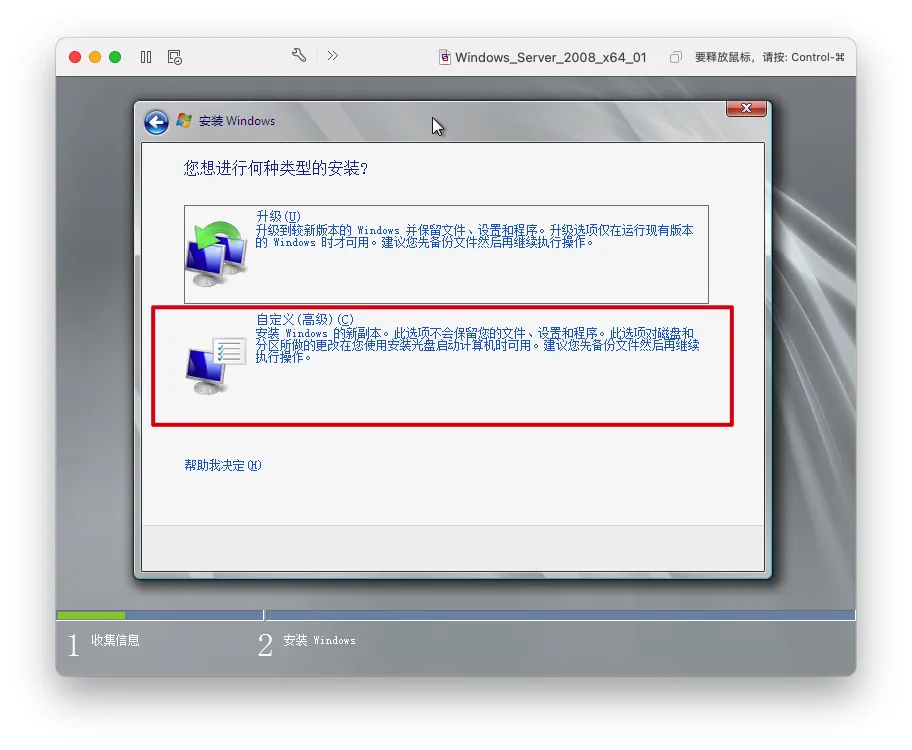 Windows_Server_2008_x64_01
要释放鼠标，请按: Control-⌘
安装 Windows
您想进行何种类型的安装?
升级(U)
升级到较新版本的 Windows 并保留文件、设置和程序。升级选项仅在运行现有版本
的 Windows 时才可用。建议您先备份文件然后再继续执行操作。
自定义(高级)(C)
安装 Windows 的新副本。此选项不会保留您的文件、设置和程序。此选项对磁盘和
分区所做的更改在您使用安装光盘启动计算机时可用。建议您先备份文件然后再继续
执行操作。
帮助我决定(H)
1 收集信息
2 安装 Windows